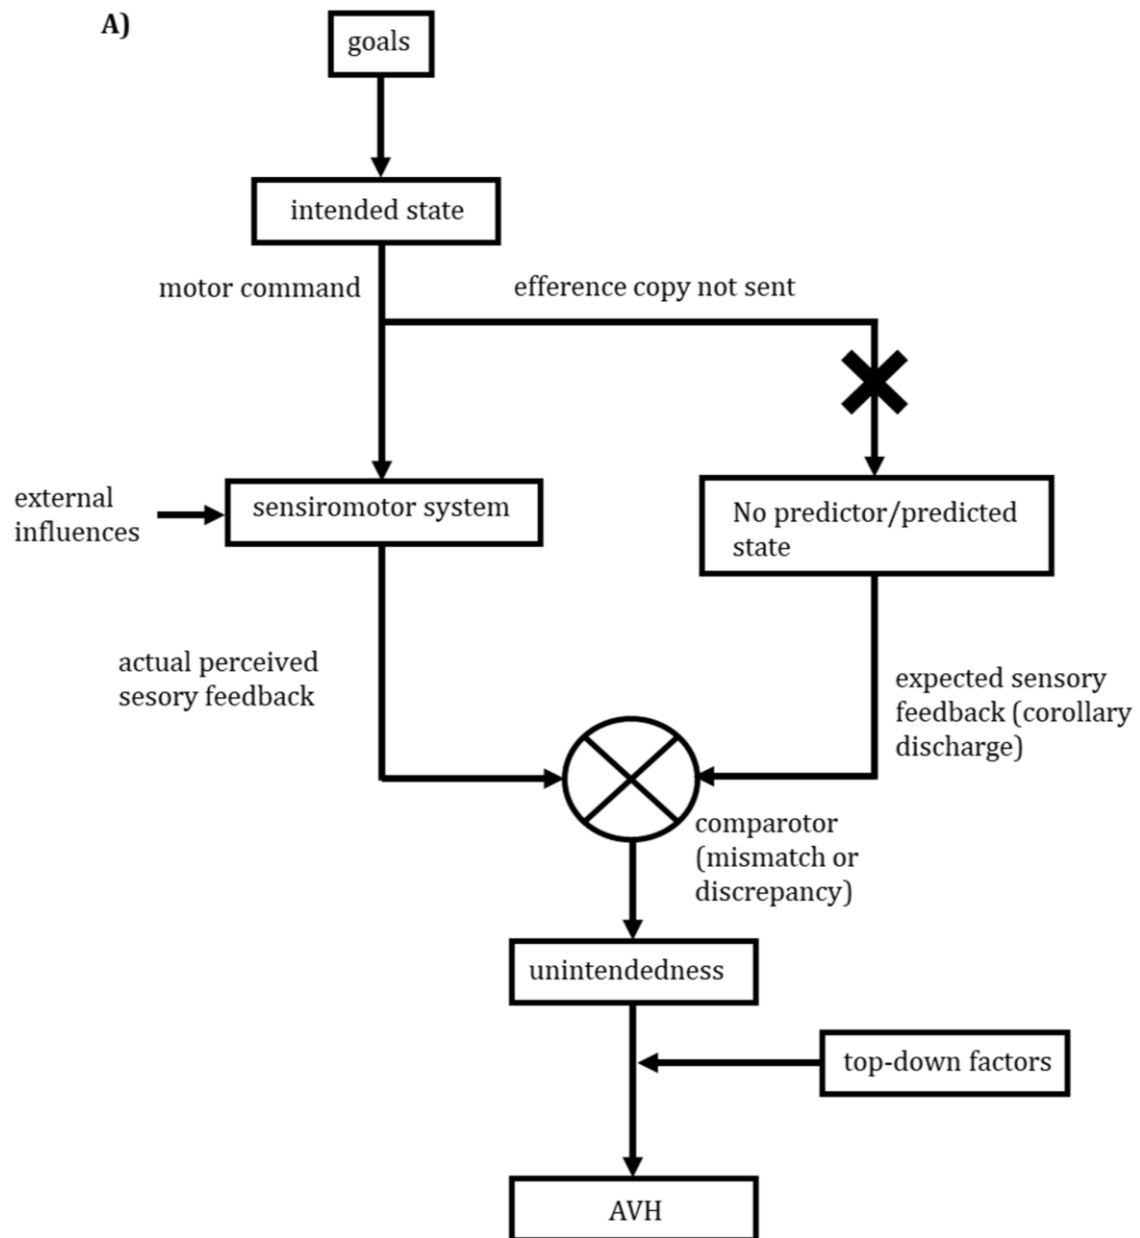 A)
goals
intended state
motor command
efference copy not sent
external
influences
sensiromotor system
No predictor/predicted
state
actual perceived
sesory feedback
expected sensory
feedback (corollary
discharge)
comparotor
(mismatch or
discrepancy)
unintendedness
top-down factors
AVH